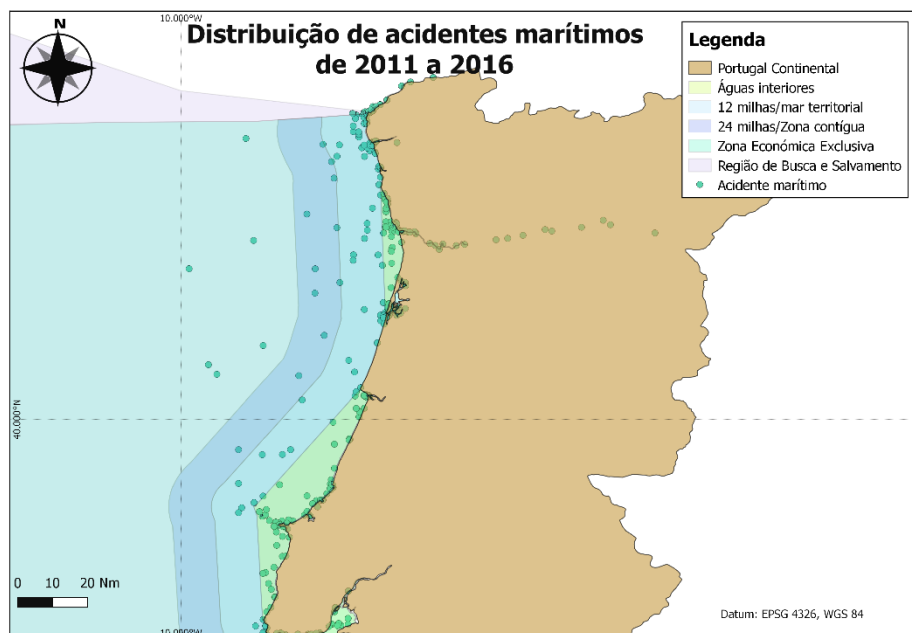 10.000°W
Distribuição de acidentes marítimos
de 2011 a 2016
N
Legenda
Portugal Continental
Águas interiores
12 milhas/mar territorial
24 milhas/Zona contígua
Zona Económica Exclusiva
Região de Busca e Salvamento
Acidente marítimo
40.000°N
0 10 20 Nm
10.000°W
Datum: EPSG 4326, WGS 84